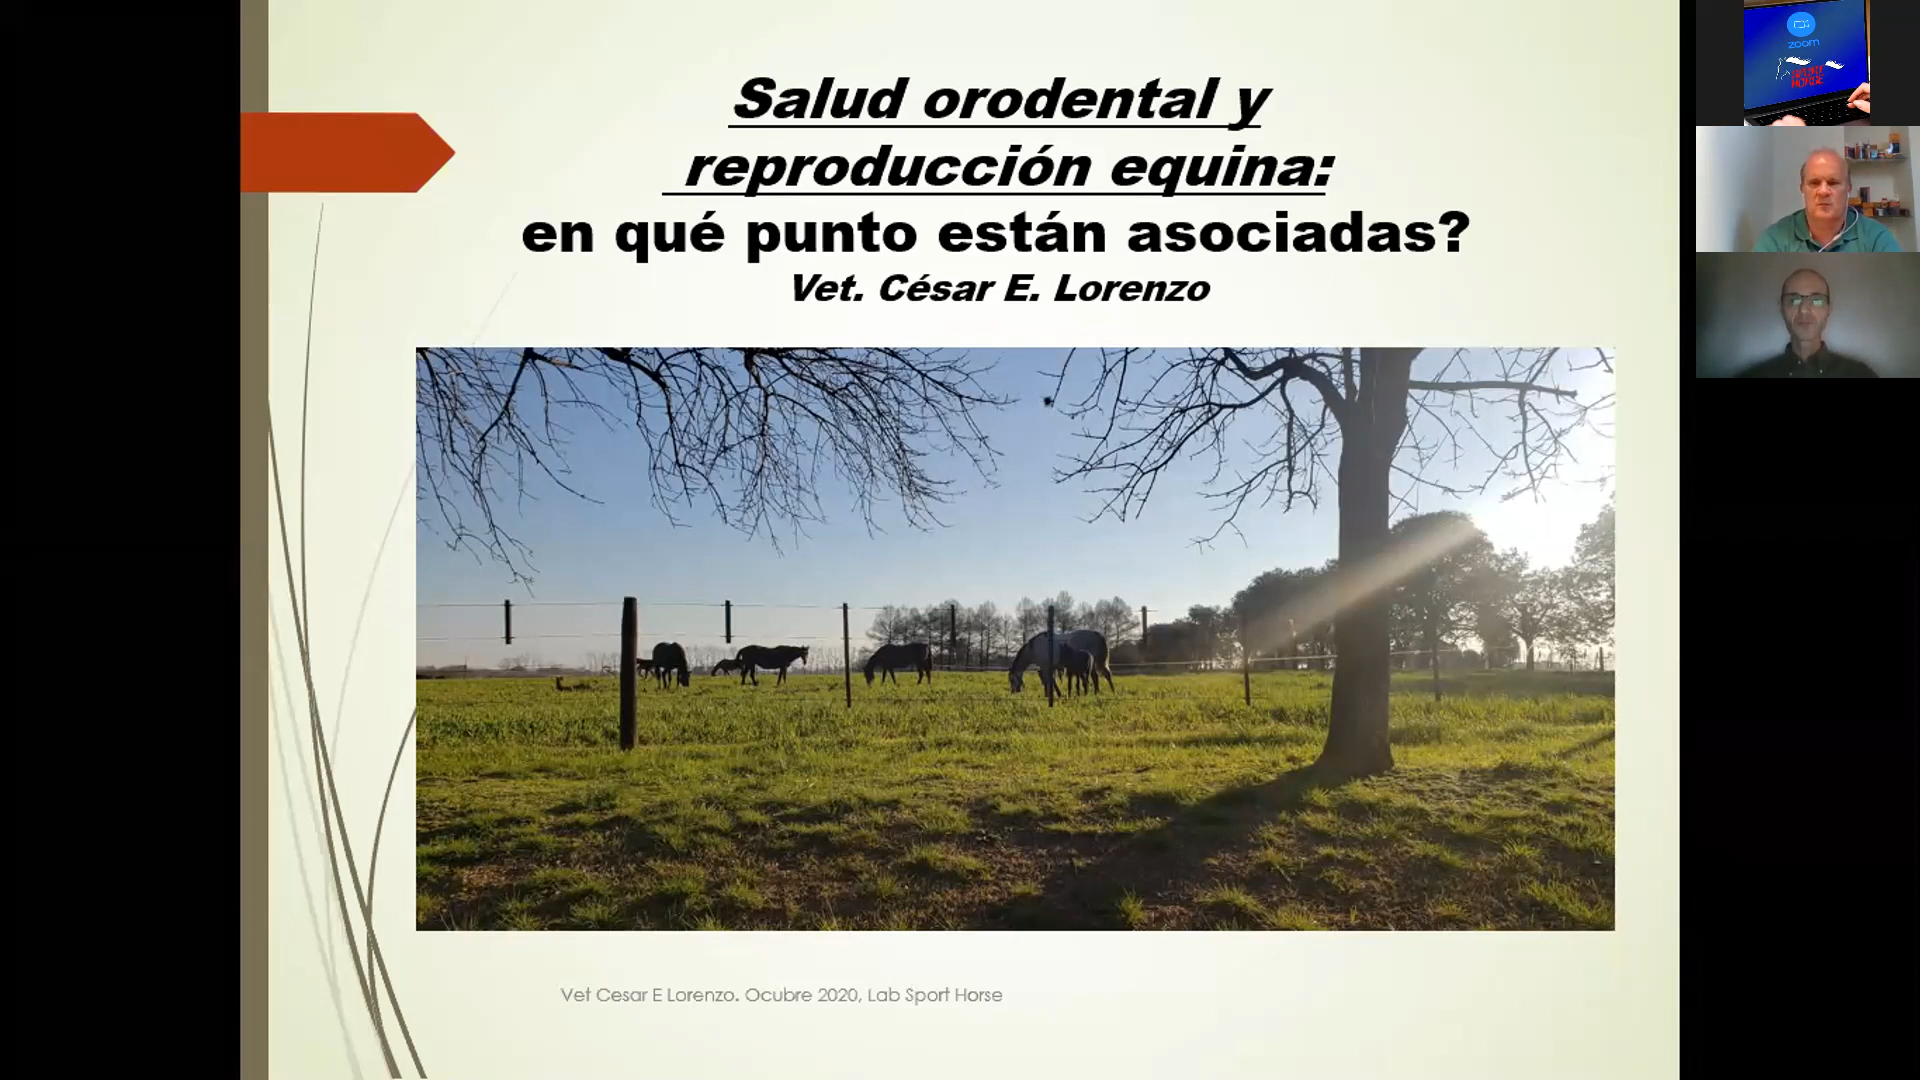 Salud orodental y
reproducción equina:
en qué punto están asociadas?
Vet. César E. Lorenzo
Vet Cesar E Lorenzo. Ocubre 2020, Lab Sport Horse
zoom